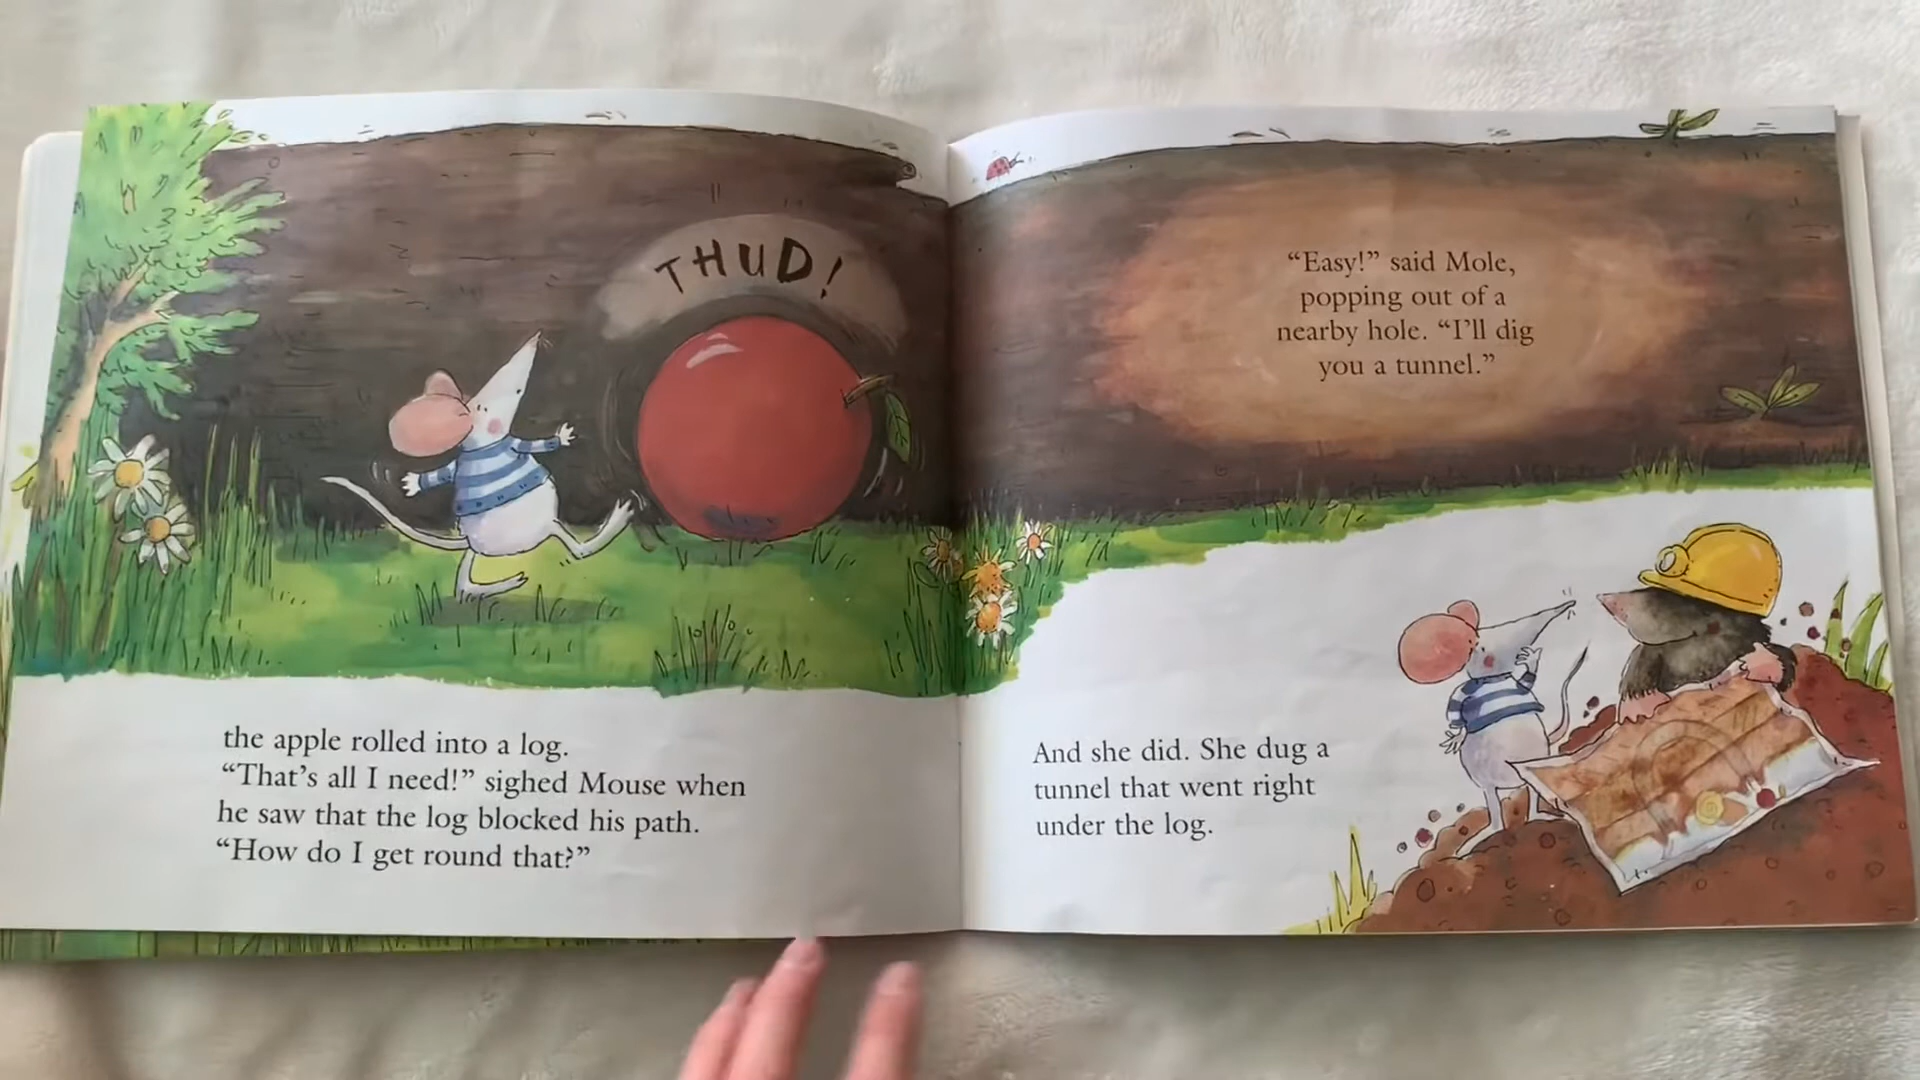 THUD!
the apple rolled into a log.
“That’s all I need!” sighed Mouse when
he saw that the log blocked his path.
“How do I get round that?”
“Easy!” said Mole,
popping out of a
nearby hole. “I’ll dig
you a tunnel.”
And she did. She dug a
tunnel that went right
under the log.